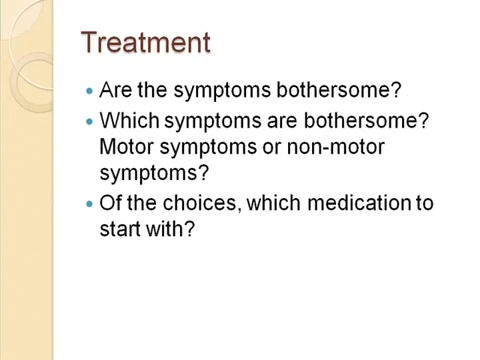 Treatment
Are the symptoms bothersome?
Which symptoms are bothersome?
Motor symptoms or non-motor
symptoms?
Of the choices, which medication to
start with?